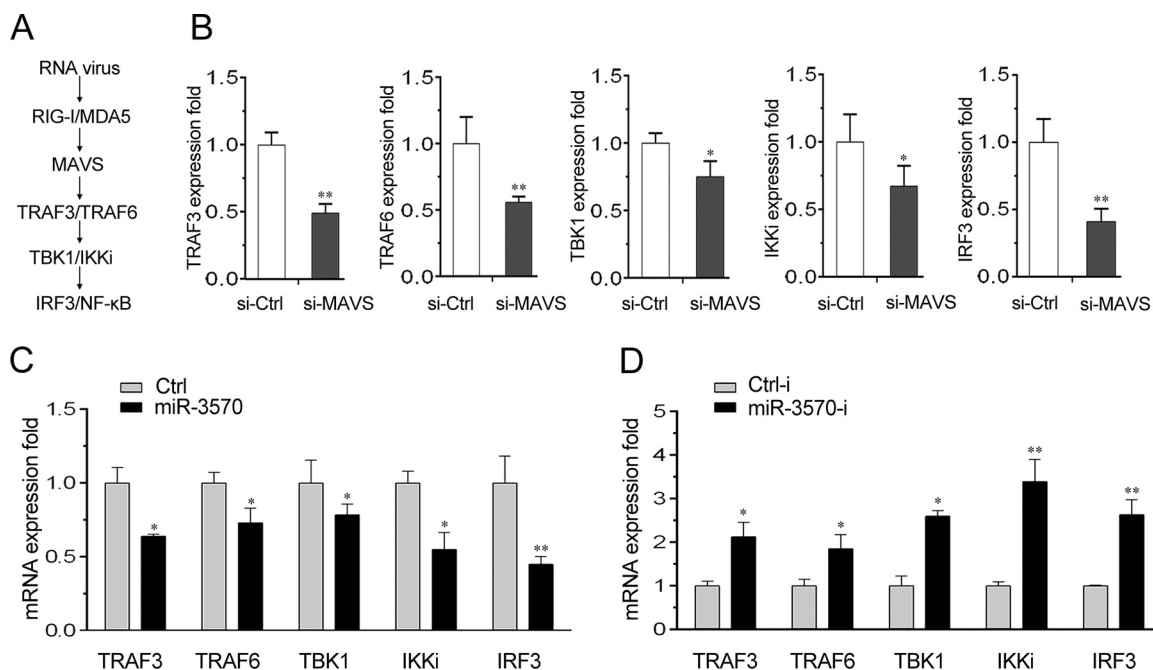 A
RNA virus
RIG-I/MDA5
MAVS
TRAF3/TRAF6
TBK1/IKKi
IRF3/NF-κB
B
TRAF3 expression fold
1.5
1.0
0.5
0.0
**
si-Ctrl si-MAVS
TRAF6 expression fold
1.5
1.0
0.5
0.0
**
si-Ctrl si-MAVS
TBK1 expression fold
1.5
1.0
0.5
0.0
*
si-Ctrl si-MAVS
IKKi expression fold
1.5
1.0
0.5
0.0
*
si-Ctrl si-MAVS
IRF3 expression fold
1.5
1.0
0.5
0.0
**
si-Ctrl si-MAVS
C
Ctrl
miR-3570
mRNA expression fold
1.5
1.0
0.5
0.0
* * * * **
TRAF3 TRAF6 TBK1 IKKi IRF3
D
Ctrl-i
miR-3570-i
mRNA expression fold
5
4
3
2
1
0
* * * ** **
TRAF3 TRAF6 TBK1 IKKi IRF3